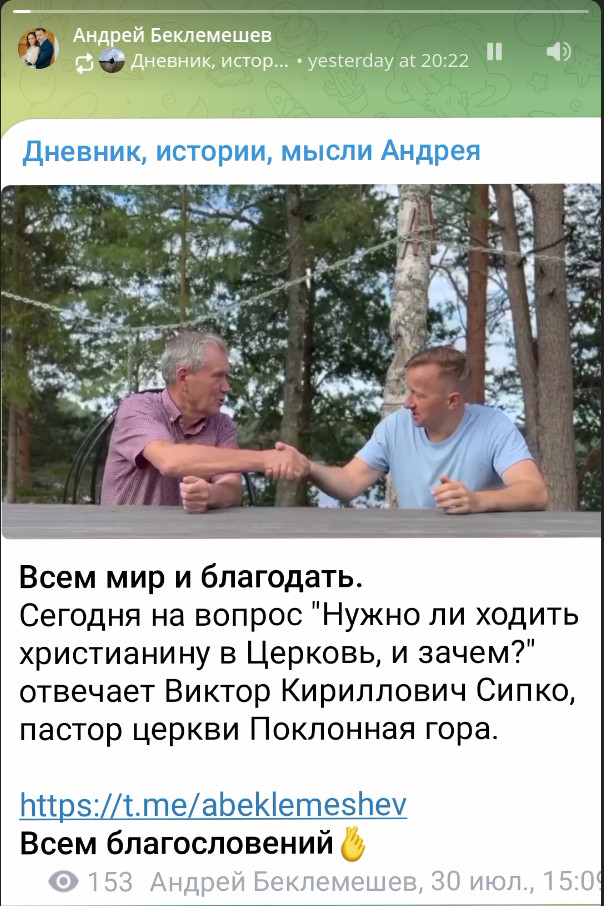 Андрей Беклемешев
Дневник, истор... • yesterday at 20:22
Дневник, истории, мысли Андрея
Всем мир и благодать.
Сегодня на вопрос "Нужно ли ходить
христианину в Церковь, и зачем?"
отвечает Виктор Кириллович Сипко,
пастор церкви Поклонная гора.
https://t.me/abeklemeshev
Всем благословений🫰
153 Андрей Беклемешев, 30 июл., 15:09